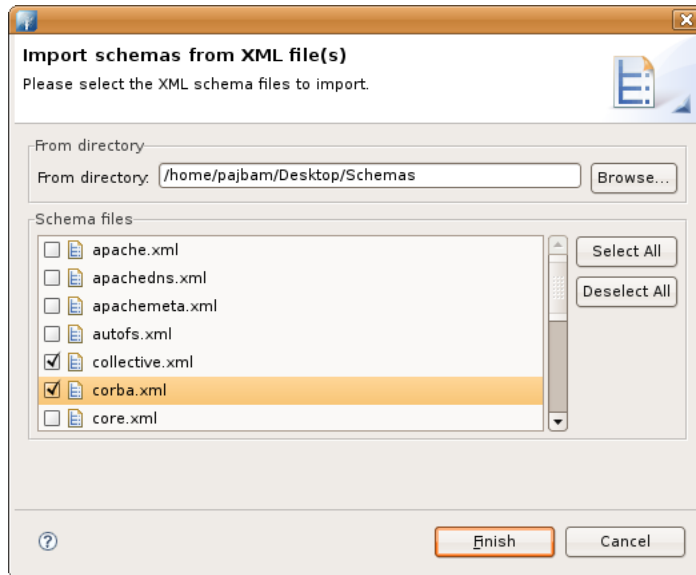 Import schemas from XML file(s)
Please select the XML schema files to import.
From directory
From directory: /home/pajbam/Desktop/Schemas Browse...
Schema files
apache.xml
apachedns.xml
apachemeta.xml
autofs.xml
collective.xml
corba.xml
core.xml
Select All
Deselect All
Finish Cancel